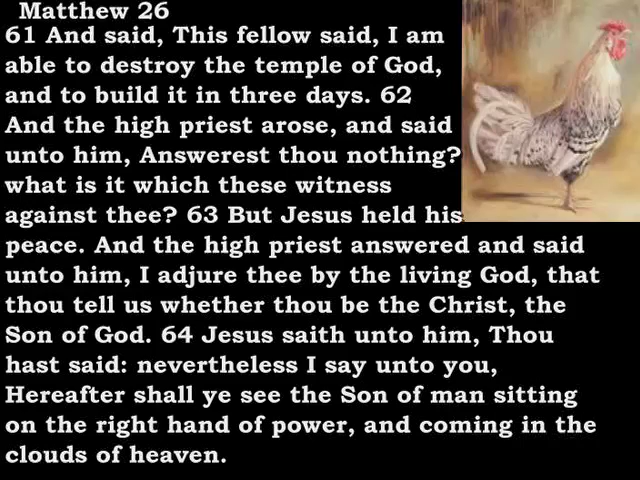 Matthew 26
61 And said, This fellow said, I am
able to destroy the temple of God,
and to build it in three days. 62
And the high priest arose, and said
unto him, Answerest thou nothing?
what is it which these witness
against thee? 63 But Jesus held his
peace. And the high priest answered and said
unto him, I adjure thee by the living God, that
thou tell us whether thou be the Christ, the
Son of God. 64 Jesus saith unto him, Thou
hast said: nevertheless I say unto you,
Hereafter shall ye see the Son of man sitting
on the right hand of power, and coming in the
clouds of heaven.